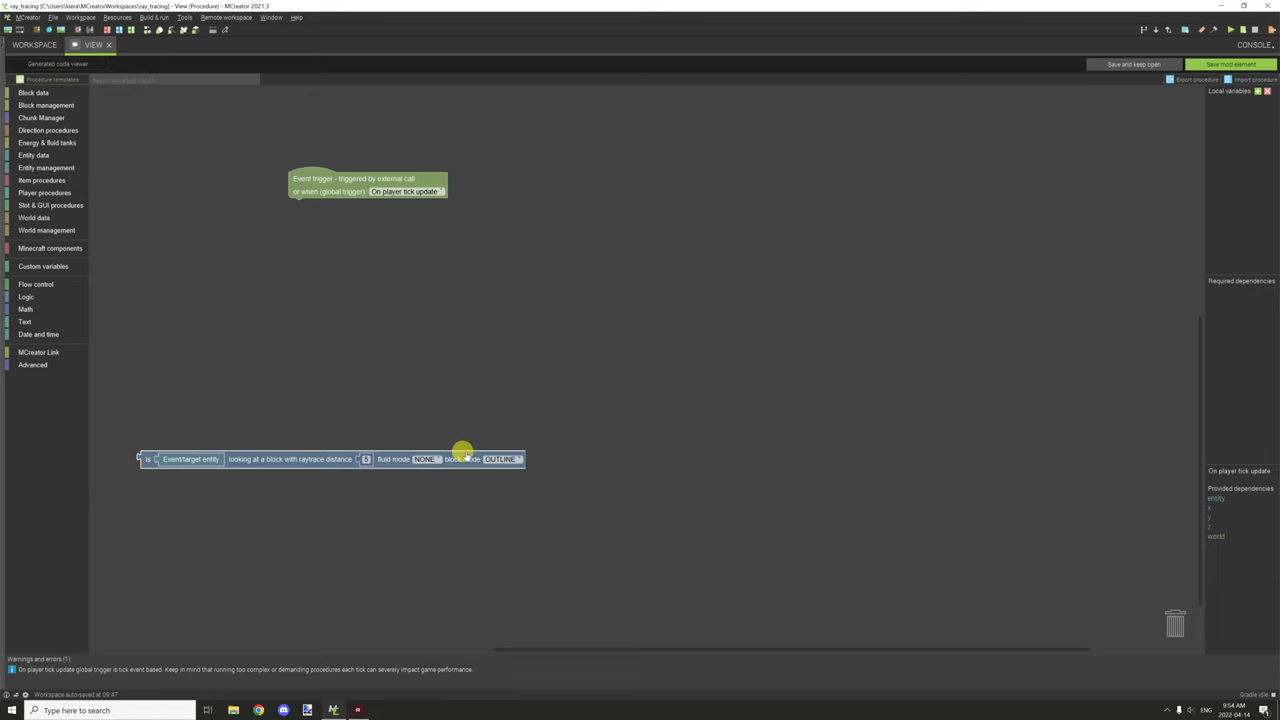 ray_tracing [C:\Users\kiera\MCreatorWorkspaces\ray_tracing] - View (Procedure) - MCreator 2021.3
MCreator File Workspace Resources Build & run Tools Remote workspace Window Help
WORKSPACE VIEW CONSOLE
Generated code viewer Save and keep open Save mod element
Procedure templates Export procedure Import procedure
Block data
Block management
Chunk Manager
Direction procedures
Energy & fluid tanks
Entity data
Entity management
Item procedures
Player procedures
Slot & GUI procedures
World data
World management
Minecraft components
Custom variables
Flow control
Logic
Math
Text
Date and time
MCreator Link
Advanced
Event trigger - triggered by external call
or when (global trigger) On player tick update
is Event/target entity looking at a block with raytrace distance 5 fluid mode NONE OUTLINE
Local variables
Required dependencies
On player tick update
Provided dependencies
entity
x
y
z
world
Warnings and errors (1):
On player tick update global trigger is tick event based. Keep in mind that running too complex or demanding procedures each tick can severely impact game performance.
Workspace auto-saved at 09:47 Gradle idle
Type here to search ENG 9:54 AM
2022-04-14